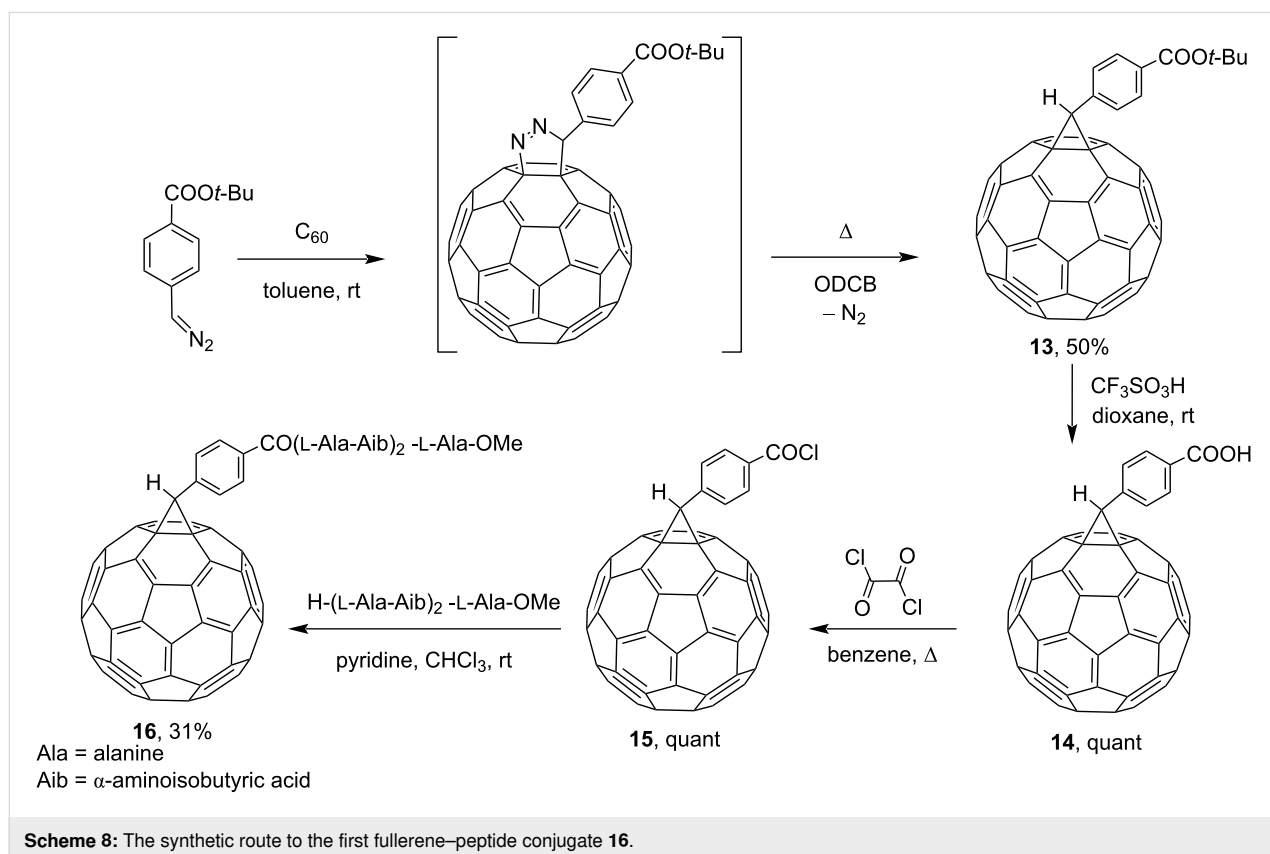 COOt-Bu
COOt-Bu
H
N
N
COOt-Bu
C60
toluene, rt
Δ
ODCB
– N2
N2
13, 50%
CF3SO3H
dioxane, rt
CO(L-Ala-Aib)2 -L-Ala-OMe
H
COCl
H
COOH
H
Cl
O
O
Cl
H-(L-Ala-Aib)2 -L-Ala-OMe
pyridine, CHCl3, rt
benzene, Δ
16, 31%
15, quant
14, quant
Ala = alanine
Aib = α-aminoisobutyric acid
Scheme 8: The synthetic route to the first fullerene–peptide conjugate 16.